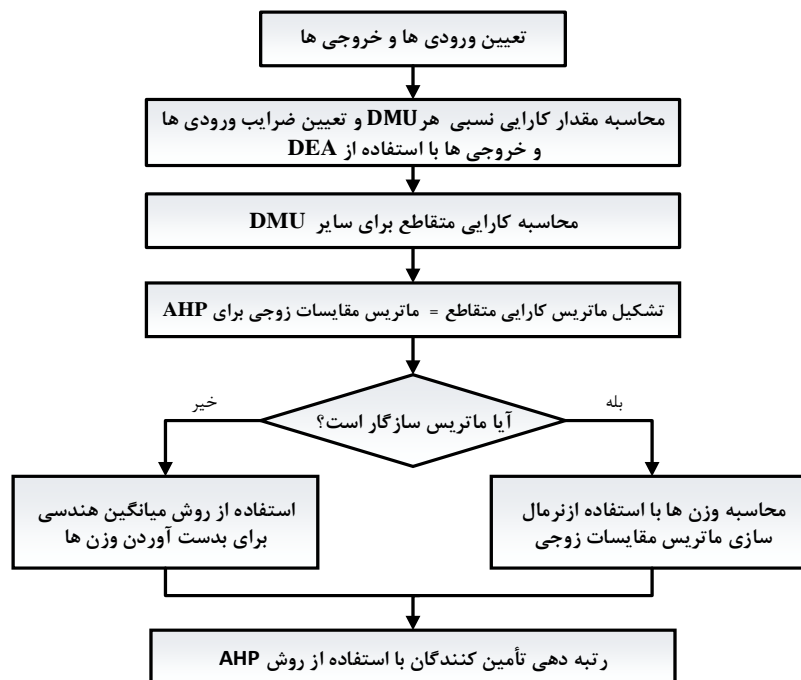 تعیین ورودی ها و خروجی ها
محاسبه مقدار کارایی نسبی هرDMU و تعیین ضرایب ورودی ها
و خروجی ها با استفاده از DEA
محاسبه کارایی متقاطع برای سایر DMU
تشکیل ماتریس کارایی متقاطع = ماتریس مقایسات زوجی برای AHP
آیا ماتریس سازگار است؟
بله
خیر
محاسبه وزن ها با استفاده ازنرمال
سازی ماتریس مقایسات زوجی
استفاده از روش میانگین هندسی
برای بدست آوردن وزن ها
رتبه دهی تأمین کنندگان با استفاده از روش AHP